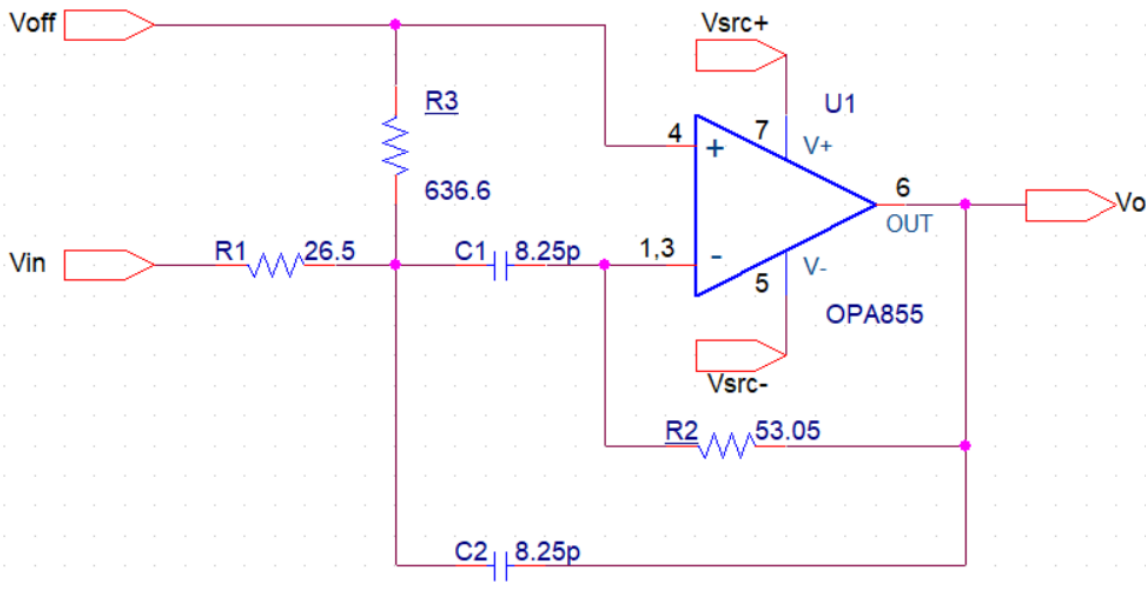 Voff
Vsrc+
R3
U1
4
7
V+
+
636.6
6
Vo
OUT
Vin
R1
26.5
C1
8.25p
1,3
-
5
V-
OPA855
Vsrc-
R2
53.05
C2
8.25p